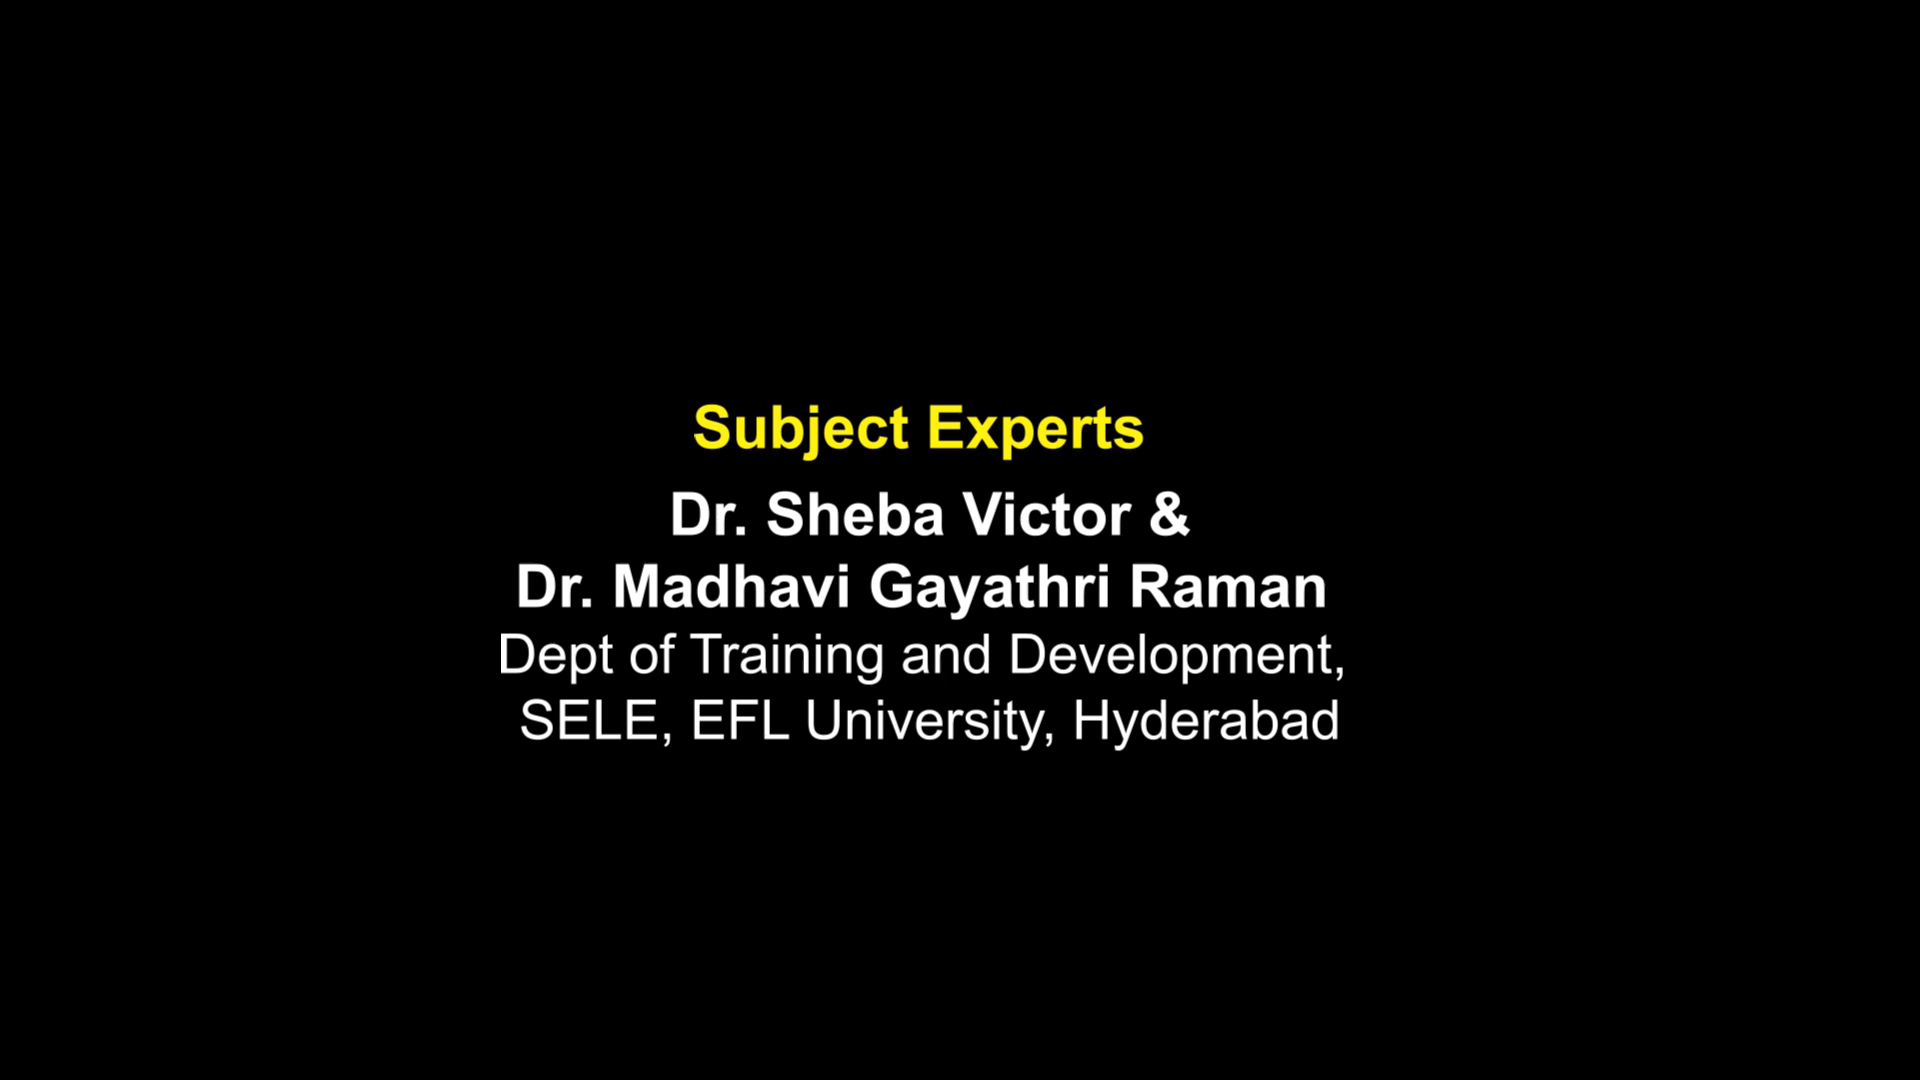 Subject Experts
Dr. Sheba Victor &
Dr. Madhavi Gayathri Raman
Dept of Training and Development,
SELE, EFL University, Hyderabad